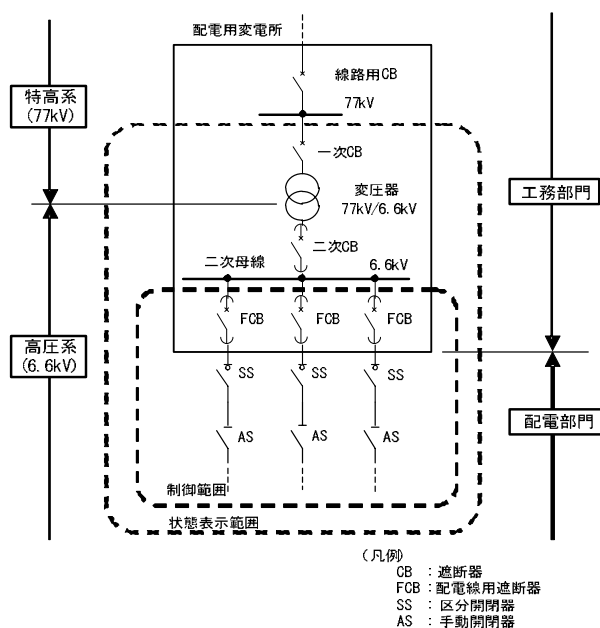 配電用変電所
線路用CB
77kV
特高系
(77kV)
一次CB
変圧器
77kV/6.6kV
工務部門
二次CB
二次母線
6.6kV
FCB
FCB
FCB
高圧系
(6.6kV)
SS
SS
SS
配電部門
AS
AS
AS
制御範囲
状態表示範囲
(凡例)
CB :遮断器
FCB:配電線用遮断器
SS :区分開閉器
AS :手動開閉器